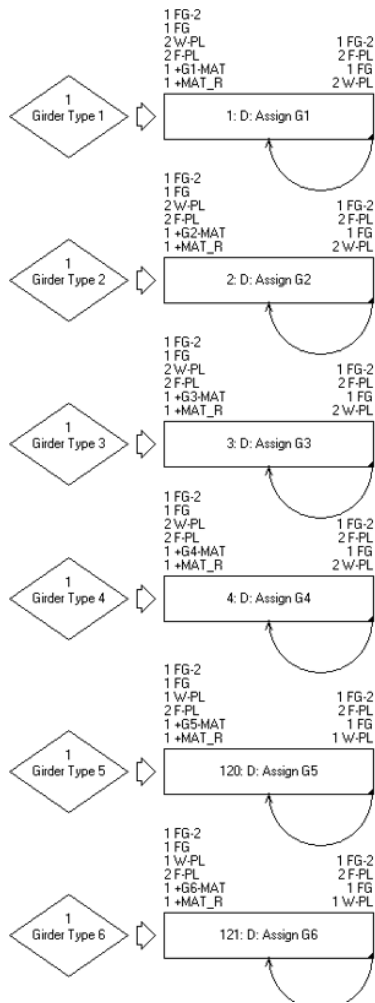 1 FG-2
1 FG
2 W-PL
2 F-PL
1 +G1-MAT
1 +MAT_R
1 FG-2
2 F-PL
1 FG
2 W-PL
1
Girder Type 1
1: D: Assign G1
1 FG-2
1 FG
2 W-PL
2 F-PL
1 +G2-MAT
1 +MAT_R
1 FG-2
2 F-PL
1 FG
2 W-PL
1
Girder Type 2
2: D: Assign G2
1 FG-2
1 FG
2 W-PL
2 F-PL
1 +G3-MAT
1 +MAT_R
1 FG-2
2 F-PL
1 FG
2 W-PL
1
Girder Type 3
3: D: Assign G3
1 FG-2
1 FG
2 W-PL
2 F-PL
1 +G4-MAT
1 +MAT_R
1 FG-2
2 F-PL
1 FG
2 W-PL
1
Girder Type 4
4: D: Assign G4
1 FG-2
1 FG
1 W-PL
2 F-PL
1 +G5-MAT
1 +MAT_R
1 FG-2
2 F-PL
1 FG
1 W-PL
1
Girder Type 5
120: D: Assign G5
1 FG-2
1 FG
1 W-PL
2 F-PL
1 +G6-MAT
1 +MAT_R
1 FG-2
2 F-PL
1 FG
1 W-PL
1
Girder Type 6
121: D: Assign G6